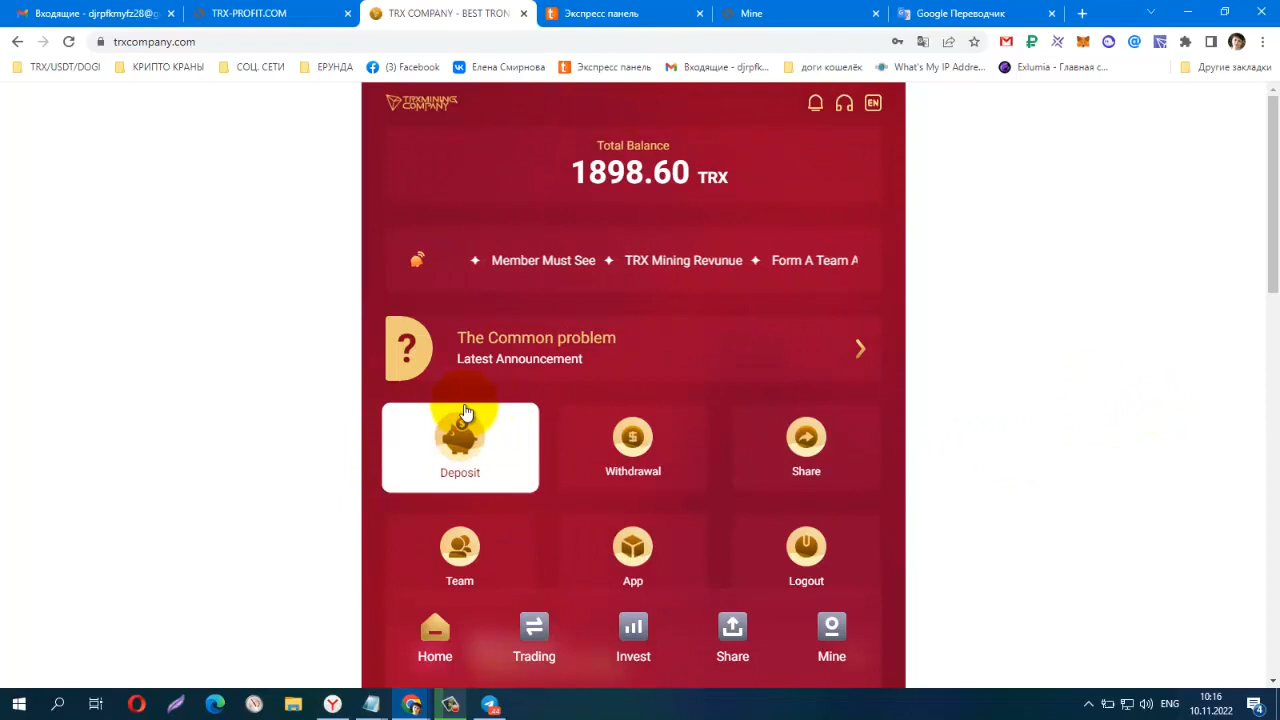 Входящие - djrpfkmyfz28@g
TRX-PROFIT.COM
TRX COMPANY - BEST TRON
Экспресс панель
Mine
Google Переводчик
trxcompany.com
TRX/USDT/DOGI
КРИПТО КРАНЫ
СОЦ. СЕТИ
ЕРУНДА
(3) Facebook
Елена Смирнова
Экспресс панель
Входящие - djrpfk...
доги кошелёк
What's My IP Addre...
Exlumia - Главная с...
Другие закладки
TRXMINING
COMPANY
EN
Total Balance
1898.60 TRX
Member Must See
TRX Mining Revunue
Form A Team A
?
The Common problem
Latest Announcement
Deposit
Withdrawal
Share
Team
App
Logout
Home
Trading
Invest
Share
Mine
ENG
10:16
10.11.2022
4